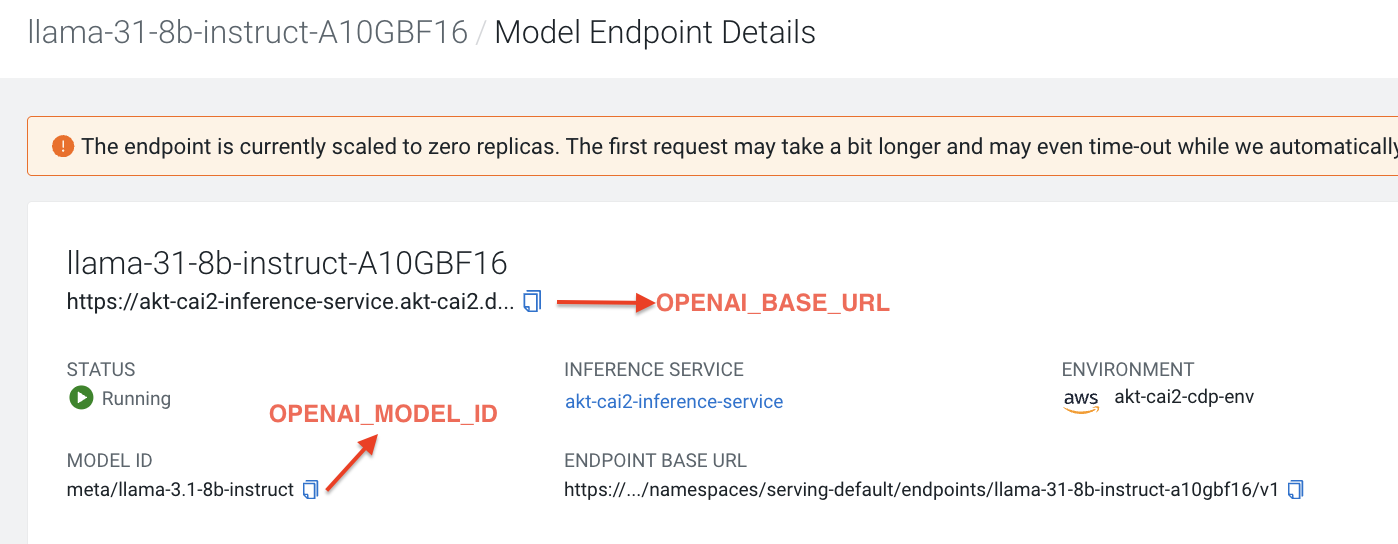 llama-31-8b-instruct-A10GBF16 / Model Endpoint Details
! The endpoint is currently scaled to zero replicas. The first request may take a bit longer and may even time-out while we automatically
llama-31-8b-instruct-A10GBF16
https://akt-cai2-inference-service.akt-cai2.d... OPENAI_BASE_URL
STATUS INFERENCE SERVICE ENVIRONMENT
Running akt-cai2-inference-service aws akt-cai2-cdp-env
OPENAI_MODEL_ID
MODEL ID ENDPOINT BASE URL
meta/llama-3.1-8b-instruct https://.../namespaces/serving-default/endpoints/llama-31-8b-instruct-a10gbf16/v1